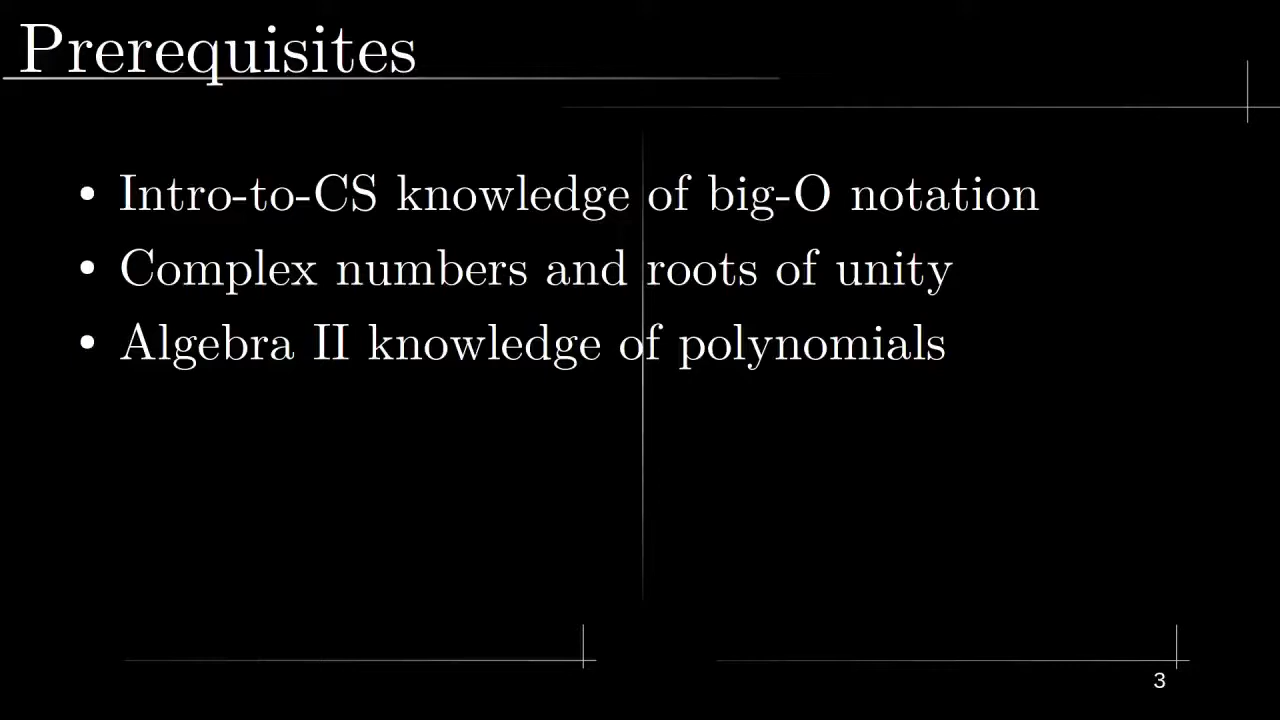 Prerequisites
• Intro-to-CS knowledge of big-O notation
• Complex numbers and roots of unity
• Algebra II knowledge of polynomials
3